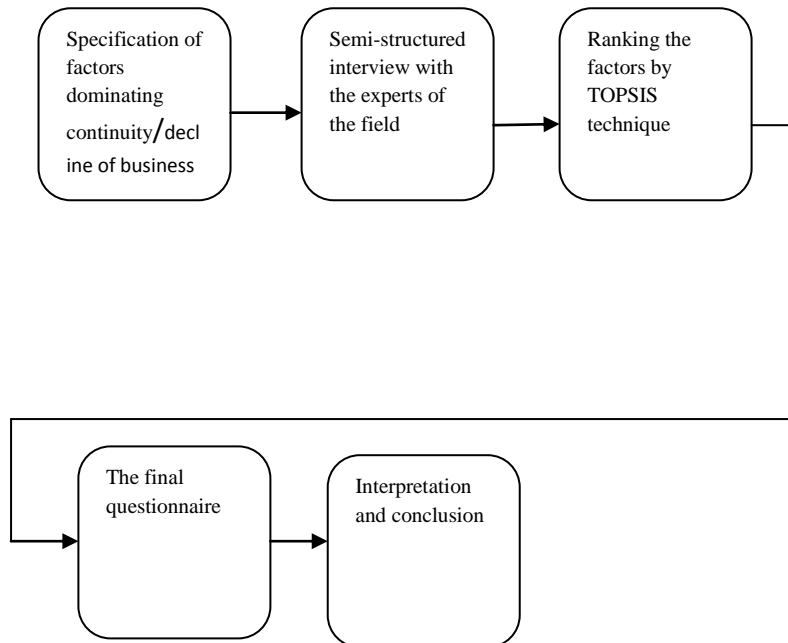 Specification of
factors
dominating
continuity/decl
ine of business
Semi-structured
interview with
the experts of
the field
Ranking the
factors by
TOPSIS
technique
The final
questionnaire
Interpretation
and conclusion